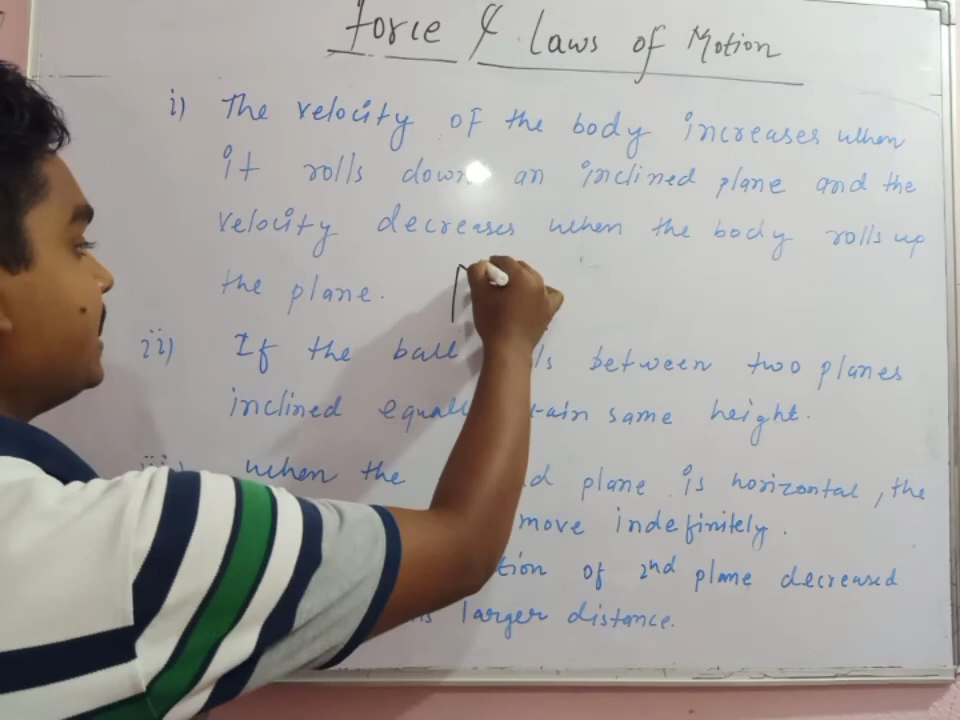 Force & laws of Motion
i) The velocity of the body increases when
it rolls down an inclined plane and the
velocity decreases when the body rolls up
the plane.
ii) If the ball between two planes
inclined same height.
when the plane is horizontal, the
move indefinitely.
of 2nd plane decreased
larger distance.